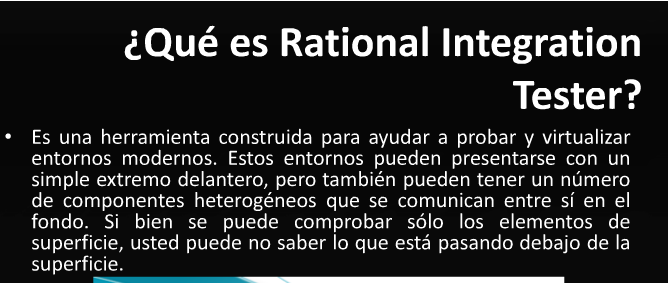 ¿Qué es Rational Integration
Tester?
• Es una herramienta construida para ayudar a probar y virtualizar
entornos modernos. Estos entornos pueden presentarse con un
simple extremo delantero, pero también pueden tener un número
de componentes heterogéneos que se comunican entre sí en el
fondo. Si bien se puede comprobar sólo los elementos de
superficie, usted puede no saber lo que está pasando debajo de la
superficie.